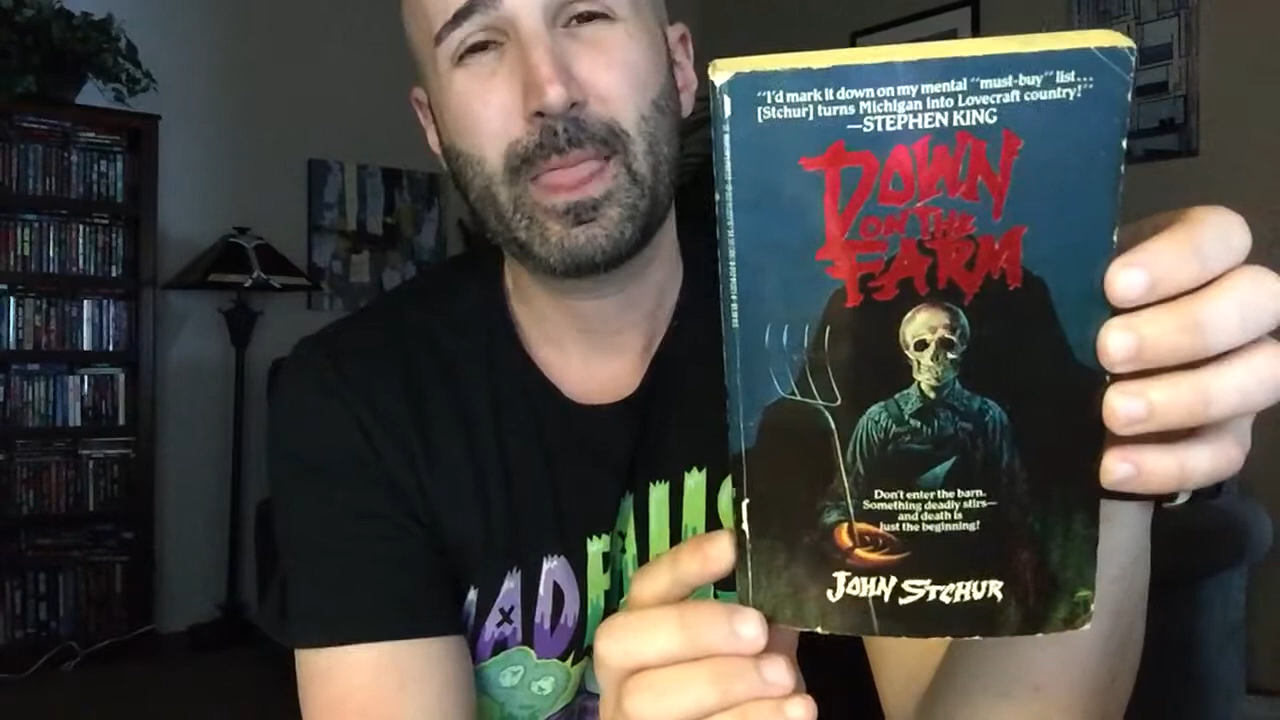 "I'd mark it down on my mental "must-buy" list...
[Stchur] turns Michigan into Lovecraft country!"
—STEPHEN KING
DOWN
ON THE
FARM
Don't enter the barn.
Something deadly stirs—
and death is
just the beginning!
JOHN STCHUR